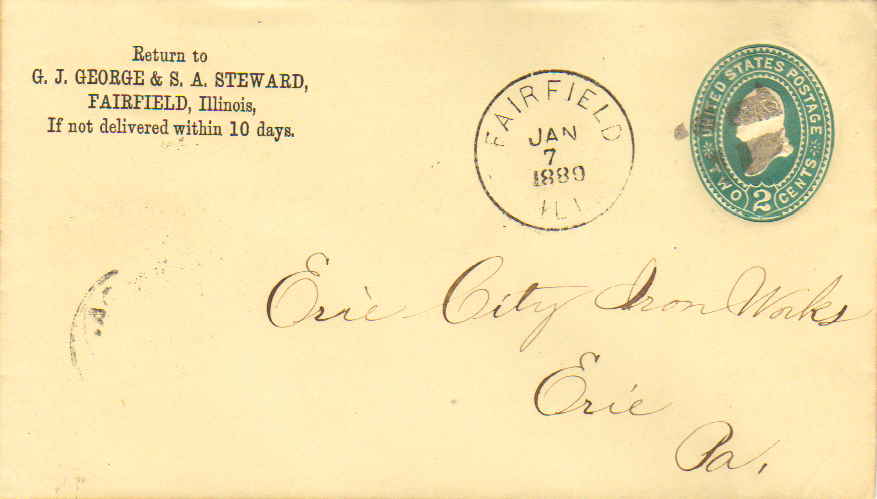 Return to
G. J. GEORGE & S. A. STEWARD,
FAIRFIELD, Illinois,
If not delivered within 10 days.
FAIRFIELD
JAN
7
1889
ILL
UNITED STATES POSTAGE
TWO 2 CENTS
Erie City Iron Works
Erie
Pa.